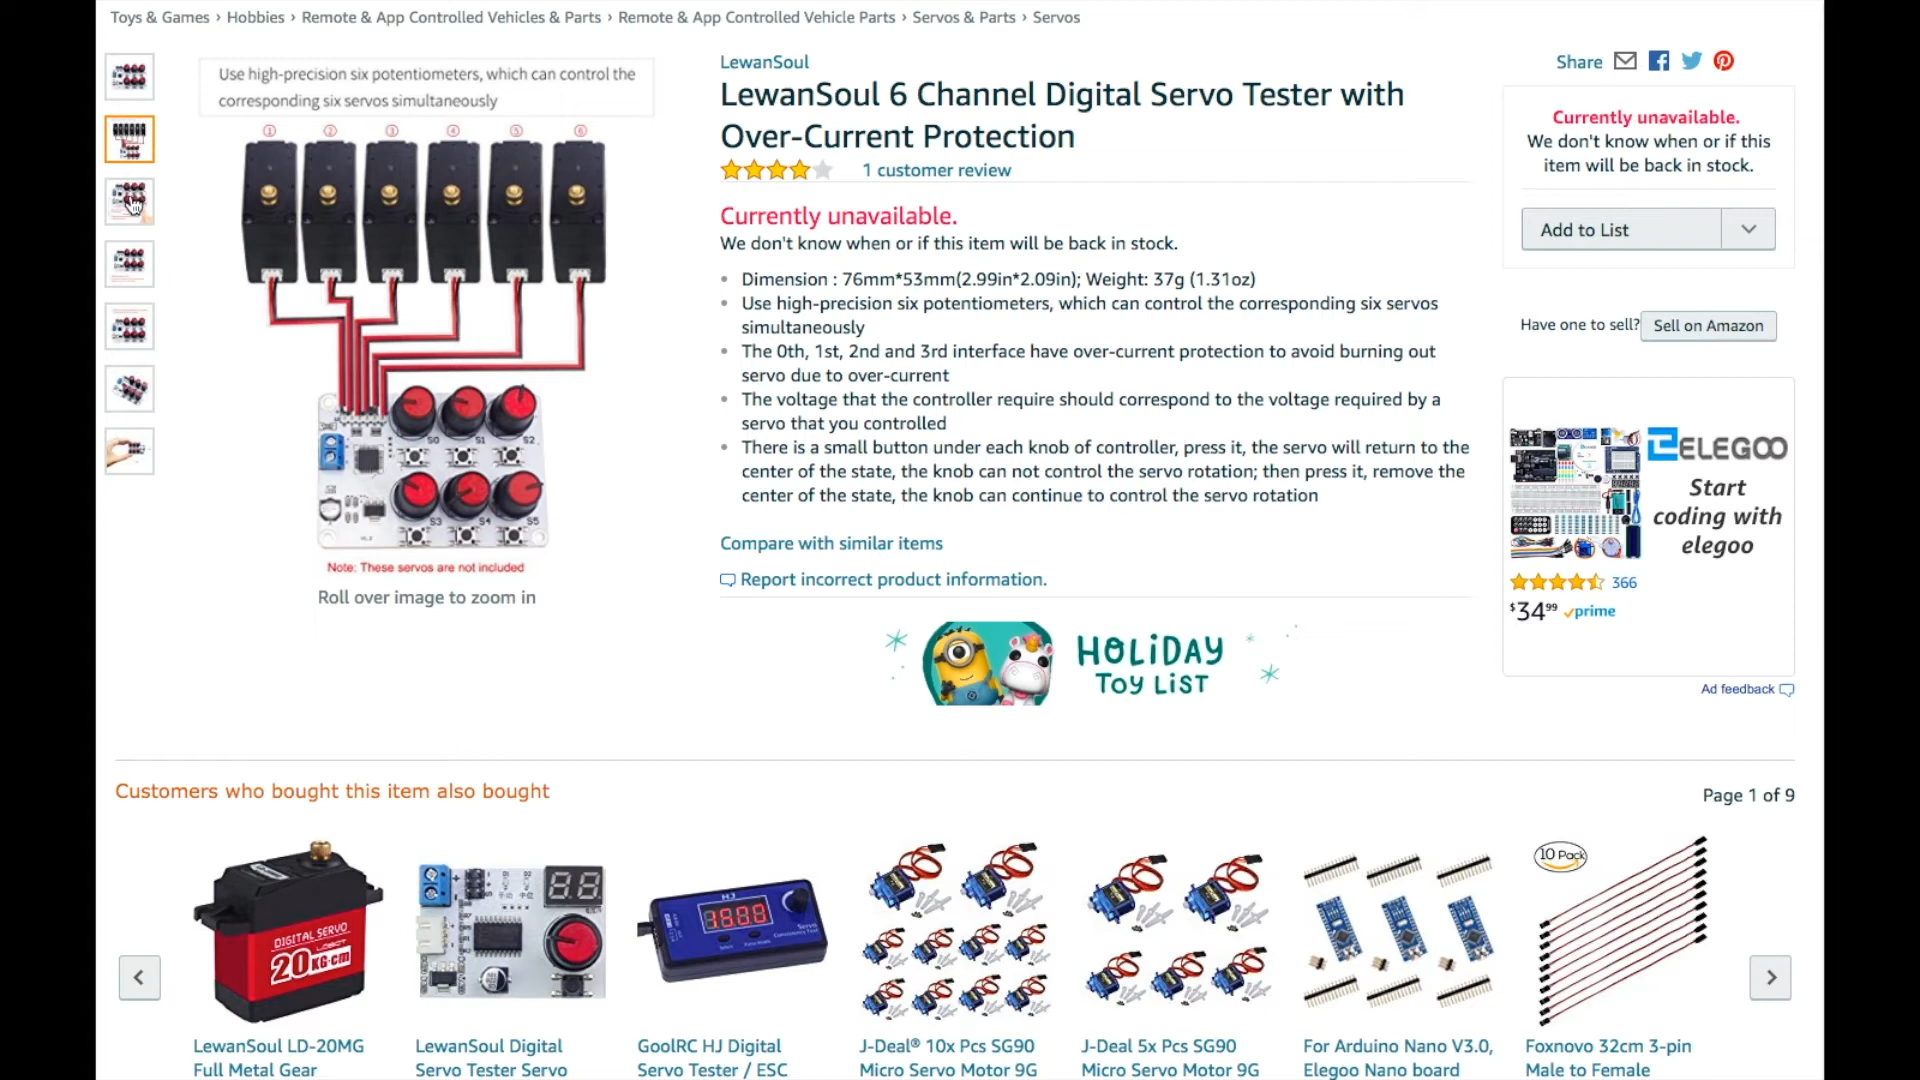 Toys & Games › Hobbies › Remote & App Controlled Vehicles & Parts › Remote & App Controlled Vehicle Parts › Servos & Parts › Servos
Use high-precision six potentiometers, which can control the
corresponding six servos simultaneously
① ② ③ ④ ⑤ ⑥
S0 S1 S2
S3 S4 S5
Note: These servos are not included
Roll over image to zoom in
LewanSoul
LewanSoul 6 Channel Digital Servo Tester with
Over-Current Protection
1 customer review
Currently unavailable.
We don't know when or if this item will be back in stock.
• Dimension : 76mm*53mm(2.99in*2.09in); Weight: 37g (1.31oz)
• Use high-precision six potentiometers, which can control the corresponding six servos
simultaneously
• The 0th, 1st, 2nd and 3rd interface have over-current protection to avoid burning out
servo due to over-current
• The voltage that the controller require should correspond to the voltage required by a
servo that you controlled
• There is a small button under each knob of controller, press it, the servo will return to the
center of the state, the knob can not control the servo rotation; then press it, remove the
center of the state, the knob can continue to control the servo rotation
Compare with similar items
Report incorrect product information.
HOLiDAY
TOY LiST
Share
Currently unavailable.
We don't know when or if this
item will be back in stock.
Add to List
Have one to sell?
Sell on Amazon
ELEGOO
Start
coding with
elegoo
366
$34 99 prime
Ad feedback
Customers who bought this item also bought
Page 1 of 9
DIGITAL SERVO
LOBOT
20KG·cm
HJ
Servo
10 Pack
LewanSoul LD-20MG
Full Metal Gear
LewanSoul Digital
Servo Tester Servo
GoolRC HJ Digital
Servo Tester / ESC
J-Deal® 10x Pcs SG90
Micro Servo Motor 9G
J-Deal 5x Pcs SG90
Micro Servo Motor 9G
For Arduino Nano V3.0,
Elegoo Nano board
Foxnovo 32cm 3-pin
Male to Female